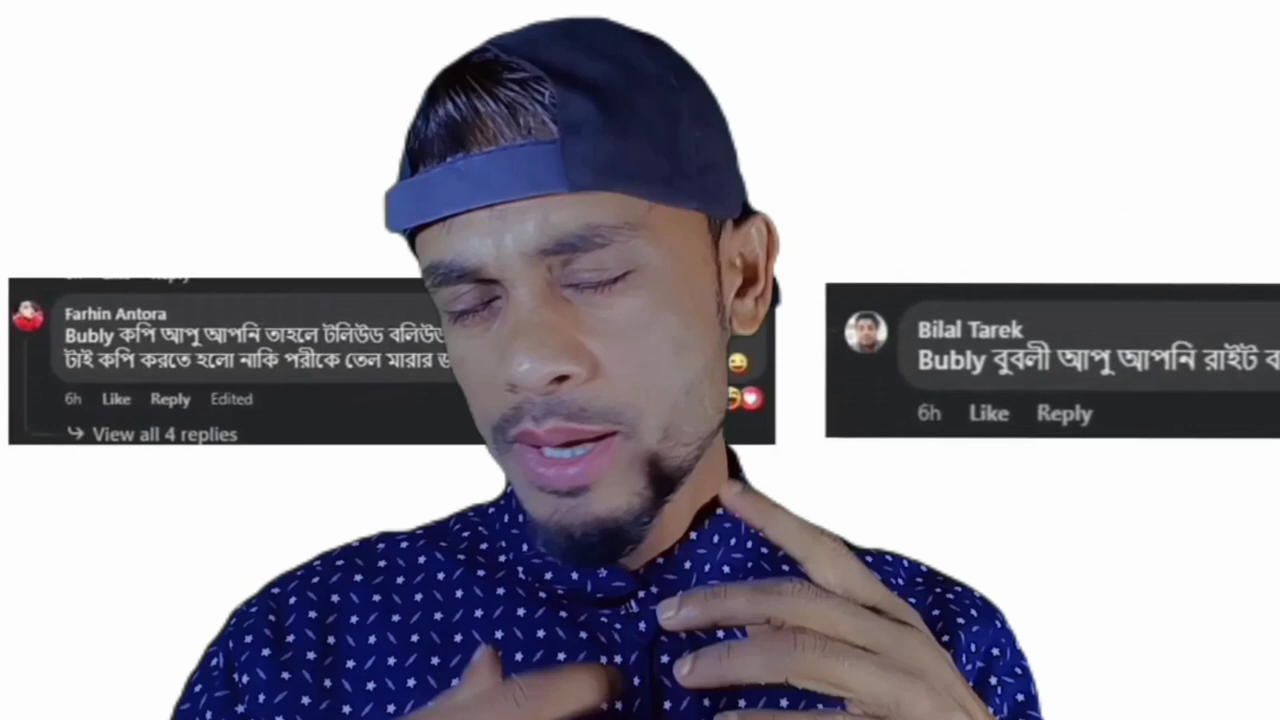 Farhin Antora
Bubly কপি আপু আপনি তাহলে টলিউড বলিউড
টাই কপি করতে হলো নাকি পরীকে তেল মারার
6h Like Reply Edited
View all 4 replies
Bilal Tarek
Bubly বুবলী আপু আপনি রাইট
6h Like Reply